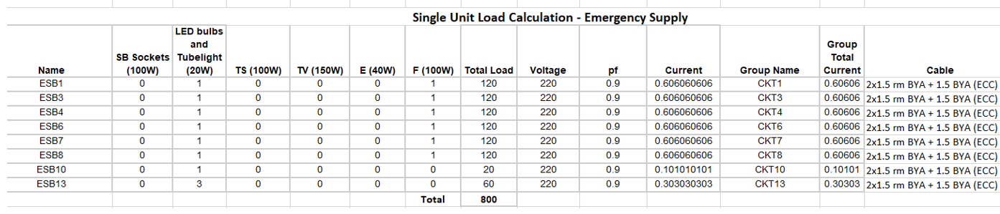 Single Unit Load Calculation - Emergency Supply
Name SB Sockets (100W) LED bulbs and Tubelight (20W) TS (100W) TV (150W) E (40W) F (100W) Total Load Voltage pf Current Group Name Group Total Current Cable
ESB1 0 1 0 0 0 1 120 220 0.9 0.606060606 CKT1 0.60606 2x1.5 rm BYA + 1.5 BYA (ECC)
ESB3 0 1 0 0 0 1 120 220 0.9 0.606060606 CKT3 0.60606 2x1.5 rm BYA + 1.5 BYA (ECC)
ESB4 0 1 0 0 0 1 120 220 0.9 0.606060606 CKT4 0.60606 2x1.5 rm BYA + 1.5 BYA (ECC)
ESB6 0 1 0 0 0 1 120 220 0.9 0.606060606 CKT6 0.60606 2x1.5 rm BYA + 1.5 BYA (ECC)
ESB7 0 1 0 0 0 1 120 220 0.9 0.606060606 CKT7 0.60606 2x1.5 rm BYA + 1.5 BYA (ECC)
ESB8 0 1 0 0 0 1 120 220 0.9 0.606060606 CKT8 0.60606 2x1.5 rm BYA + 1.5 BYA (ECC)
ESB10 0 1 0 0 0 0 20 220 0.9 0.101010101 CKT10 0.10101 2x1.5 rm BYA + 1.5 BYA (ECC)
ESB13 0 3 0 0 0 0 60 220 0.9 0.303030303 CKT13 0.30303 2x1.5 rm BYA + 1.5 BYA (ECC)
Total 800